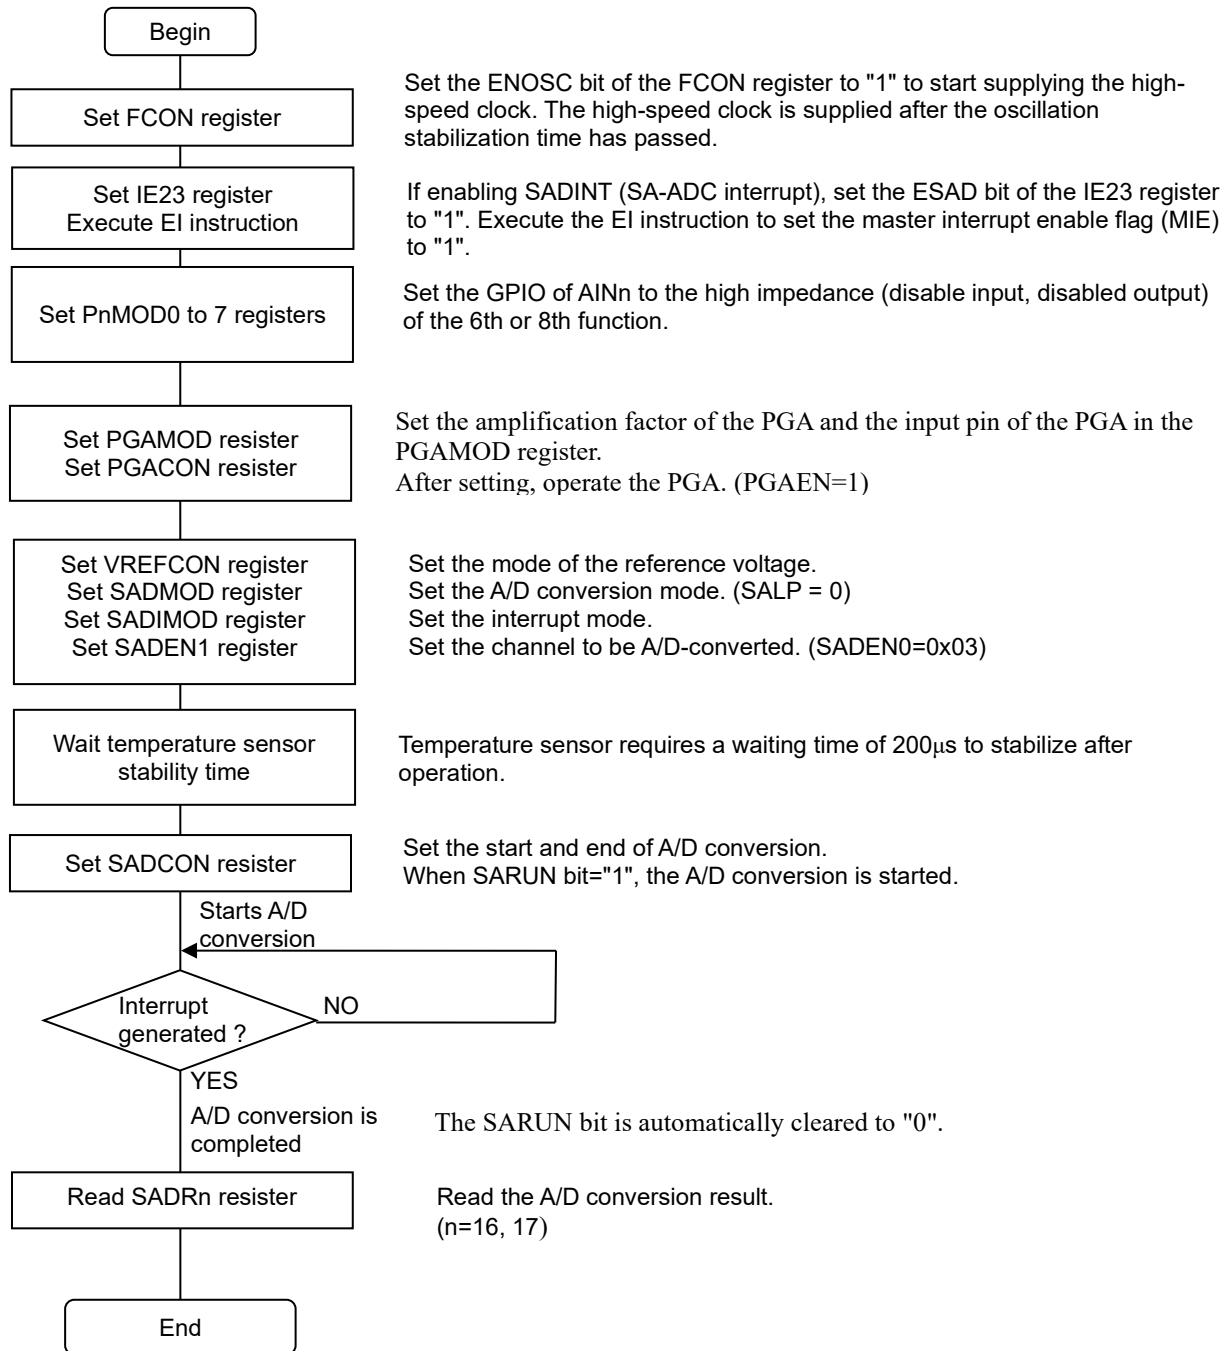 Begin
Set FCON register
Set the ENOSC bit of the FCON register to "1" to start supplying the high-
speed clock. The high-speed clock is supplied after the oscillation
stabilization time has passed.
Set IE23 register
Execute EI instruction
If enabling SADINT (SA-ADC interrupt), set the ESAD bit of the IE23 register
to "1". Execute the EI instruction to set the master interrupt enable flag (MIE)
to "1".
Set PnMOD0 to 7 registers
Set the GPIO of AINn to the high impedance (disable input, disabled output)
of the 6th or 8th function.
Set PGAMOD resister
Set PGACON resister
Set the amplification factor of the PGA and the input pin of the PGA in the
PGAMOD register.
After setting, operate the PGA. (PGAEN=1)
Set VREFCON register
Set SADMOD register
Set SADIMOD register
Set SADEN1 register
Set the mode of the reference voltage.
Set the A/D conversion mode. (SALP = 0)
Set the interrupt mode.
Set the channel to be A/D-converted. (SADEN0=0x03)
Wait temperature sensor
stability time
Temperature sensor requires a waiting time of 200μs to stabilize after
operation.
Set SADCON resister
Set the start and end of A/D conversion.
When SARUN bit="1", the A/D conversion is started.
Starts A/D
conversion
Interrupt
generated ?
NO
YES
A/D conversion is
completed
The SARUN bit is automatically cleared to "0".
Read SADRn resister
Read the A/D conversion result.
(n=16, 17)
End